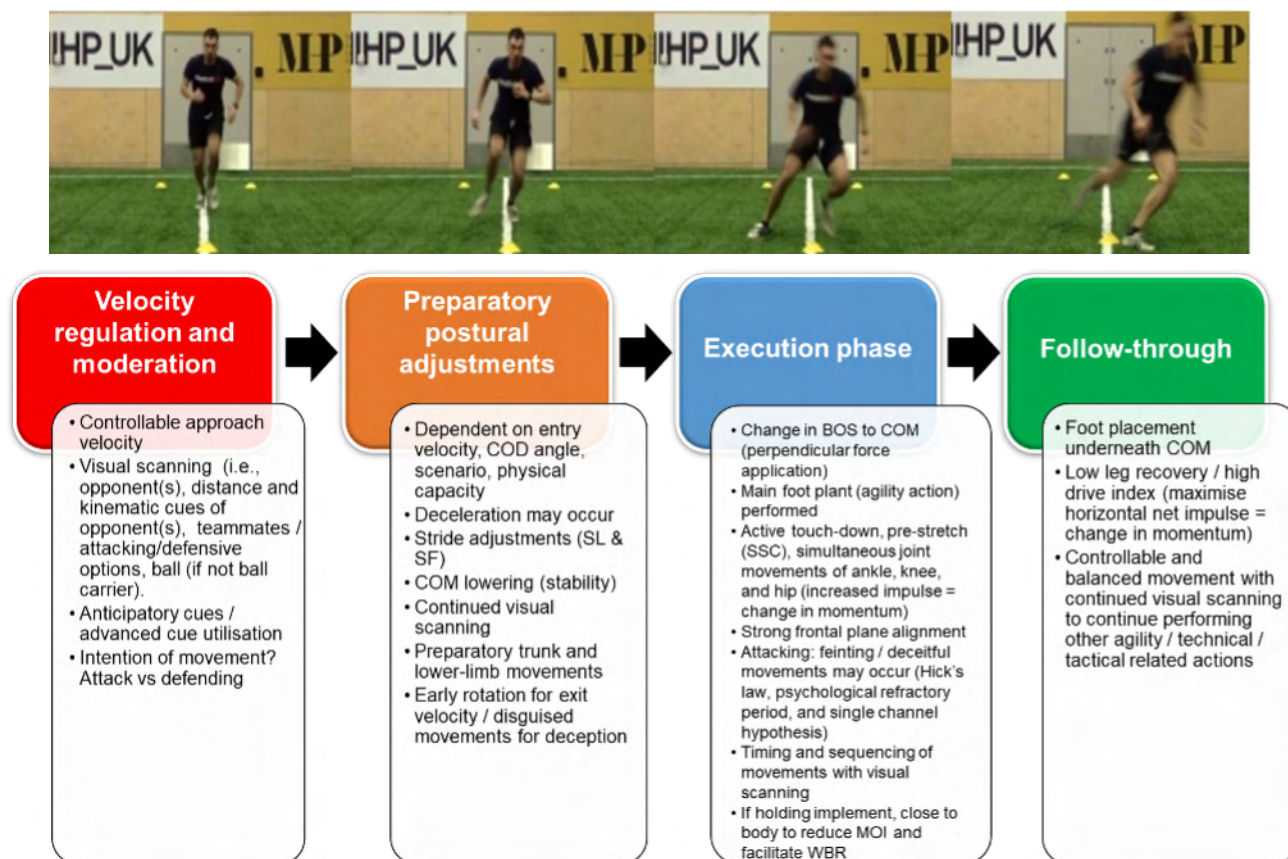 !HP_UK
MHP
!HP_UK
MHP
!HP_UK
MHP
!HP_UK
MHP
Velocity
regulation and
moderation
• Controllable approach
velocity
• Visual scanning (i.e.,
opponent(s), distance and
kinematic cues of
opponent(s), teammates /
attacking/defensive
options, ball (if not ball
carrier).
• Anticipatory cues /
advanced cue utilisation
• Intention of movement?
Attack vs defending
Preparatory
postural
adjustments
• Dependent on entry
velocity, COD angle,
scenario, physical
capacity
• Deceleration may occur
• Stride adjustments (SL &
SF)
• COM lowering (stability)
• Continued visual
scanning
• Preparatory trunk and
lower-limb movements
• Early rotation for exit
velocity / disguised
movements for deception
Execution phase
• Change in BOS to COM
(perpendicular force
application)
• Main foot plant (agility action)
performed
• Active touch-down, pre-stretch
(SSC), simultaneous joint
movements of ankle, knee,
and hip (increased impulse =
change in momentum)
• Strong frontal plane alignment
• Attacking: feinting / deceitful
movements may occur (Hick's
law, psychological refractory
period, and single channel
hypothesis)
• Timing and sequencing of
movements with visual
scanning
• If holding implement, close to
body to reduce MOI and
facilitate WBR
Follow-through
• Foot placement
underneath COM
• Low leg recovery / high
drive index (maximise
horizontal net impulse =
change in momentum)
• Controllable and
balanced movement with
continued visual scanning
to continue performing
other agility / technical /
tactical related actions